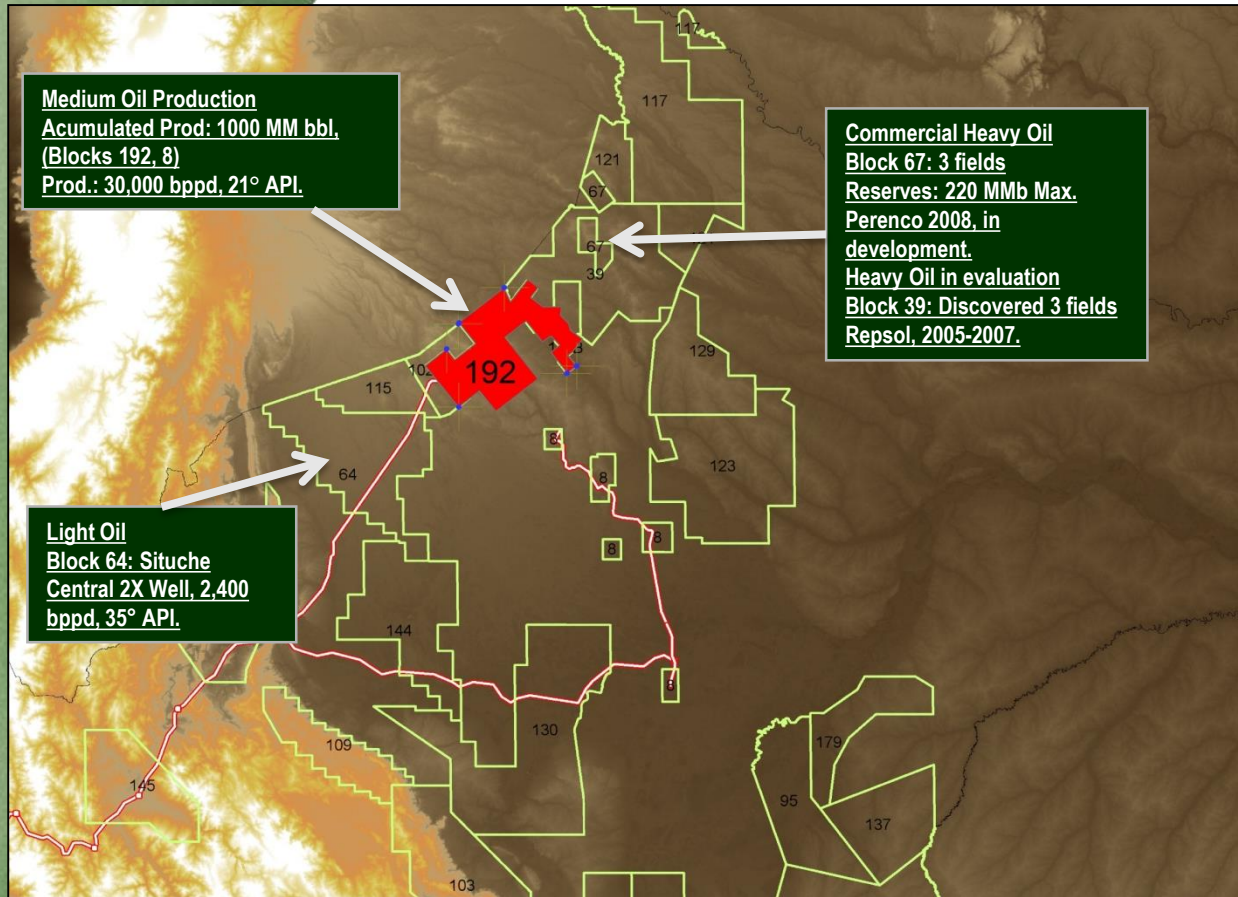 117
117
Medium Oil Production
Acumulated Prod: 1000 MM bbl,
(Blocks 192, 8)
Prod.: 30,000 bppd, 21° API.
Commercial Heavy Oil
Block 67: 3 fields
Reserves: 220 MMb Max.
Perenco 2008, in
development.
Heavy Oil in evaluation
Block 39: Discovered 3 fields
Repsol, 2005-2007.
121
67
67
39
129
192
115
64
8
8
8
8
123
Light Oil
Block 64: Situche
Central 2X Well, 2,400
bppd, 35° API.
144
8
130
109
179
145
95
137
103